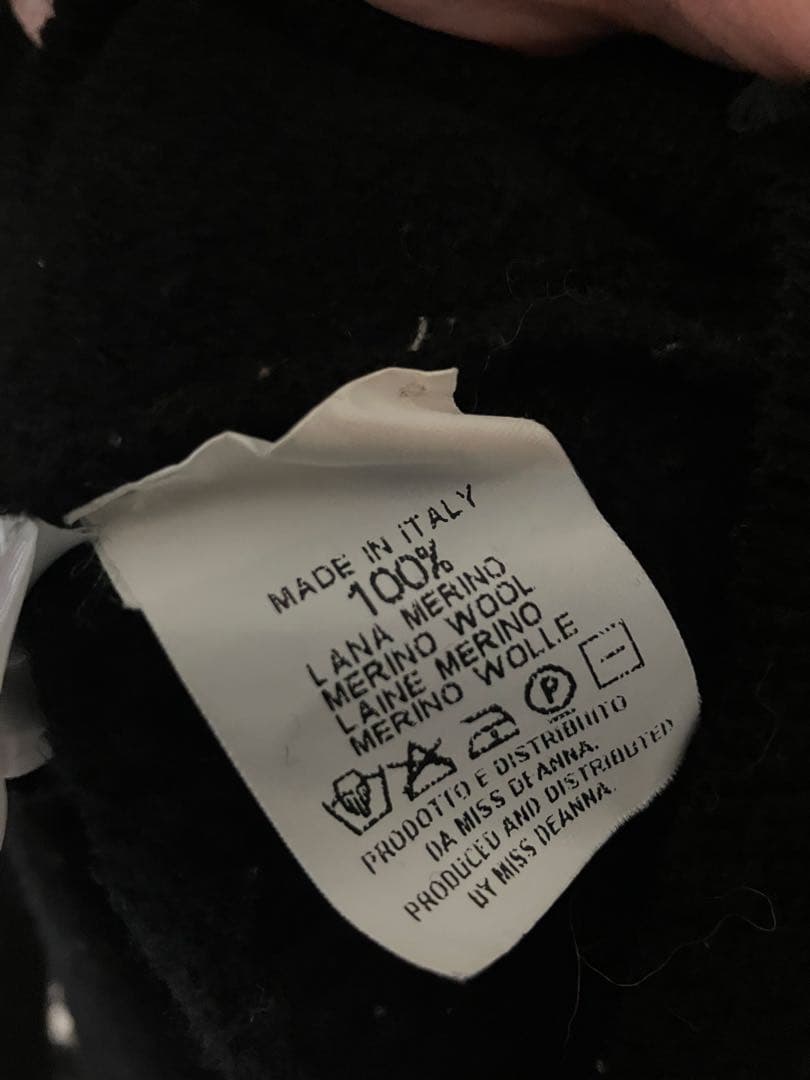 MADE IN ITALY
100%
LANA MERINO
MERINO WOOL
LAINE MERINO
MERINO WOLLE
P
PRODOTTO E DISTRIBUITO
DA MISS DEANNA.
PRODUCED AND DISTRIBUTED
BY MISS DEANNA.